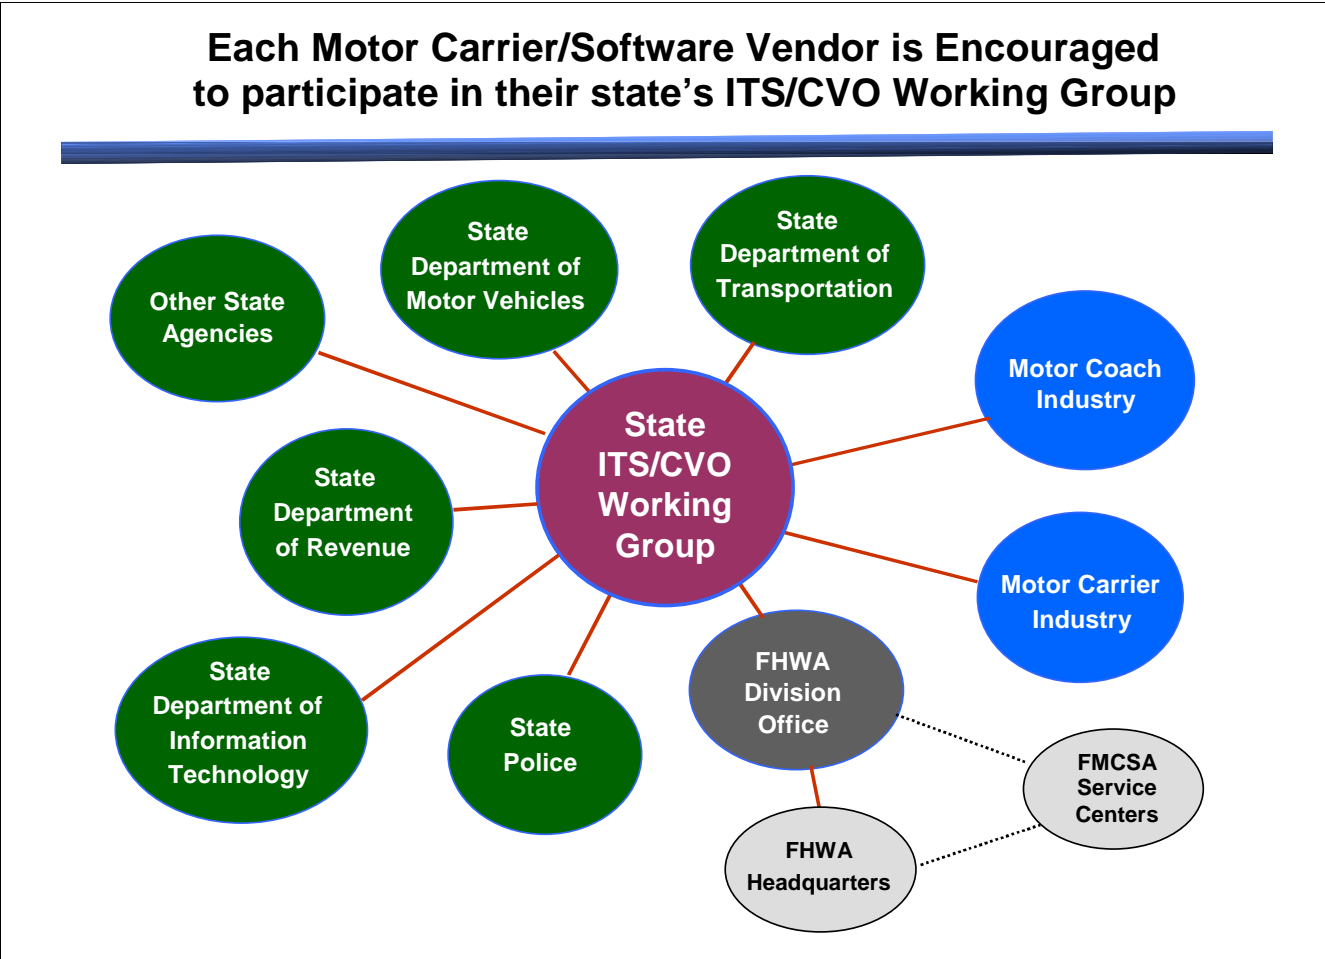 Each Motor Carrier/Software Vendor is Encouraged
to participate in their state’s ITS/CVO Working Group
State
Department of
Motor Vehicles
State
Department of
Transportation
Other State
Agencies
Motor Coach
Industry
State
ITS/CVO
Working
Group
State
Department
of Revenue
Motor Carrier
Industry
State
Department of
Information
Technology
State
Police
FHWA
Division
Office
FMCSA
Service
Centers
FHWA
Headquarters